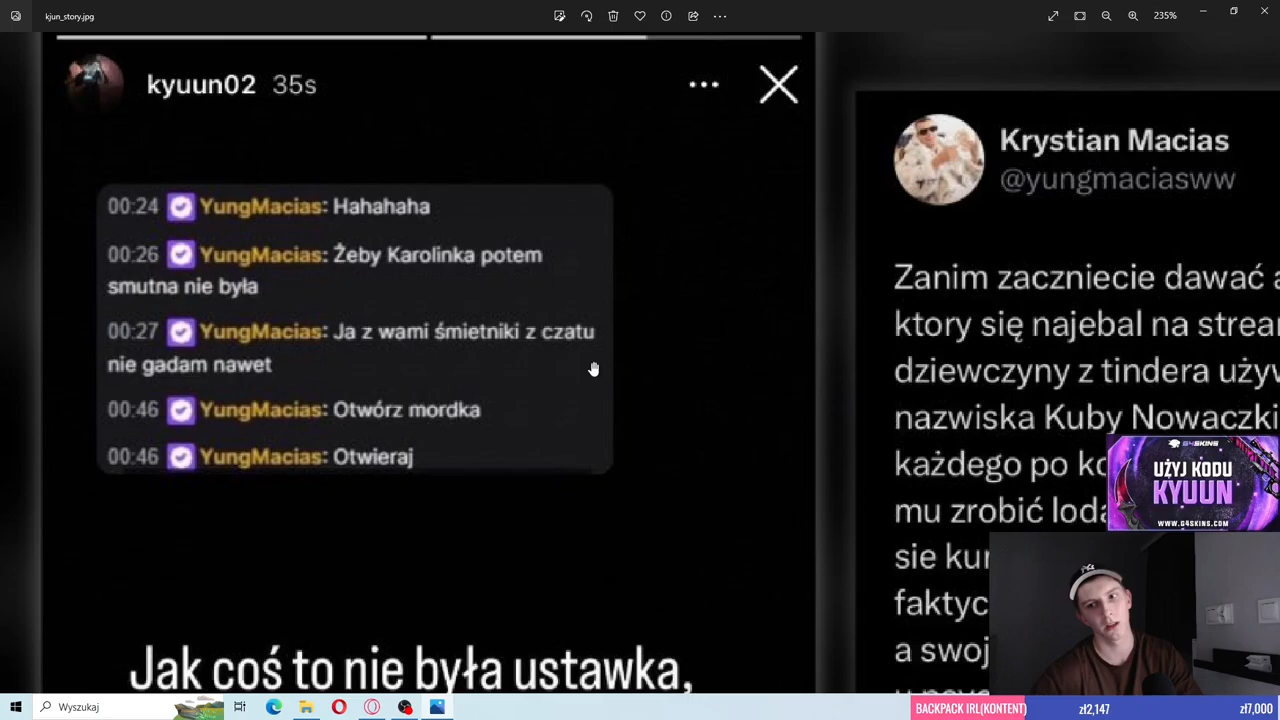 kjun_story.jpg
235%
kyuun02 35s
00:24 YungMacias: Hahahaha
00:26 YungMacias: Żeby Karolinka potem
smutna nie była
00:27 YungMacias: Ja z wami śmietniki z czatu
nie gadam nawet
00:46 YungMacias: Otwórz mordka
00:46 YungMacias: Otwieraj
Jak coś to nie była ustawka,
Krystian Macias
@yungmaciasww
Zanim zaczniecie dawać a
ktory się najebal na strea
dziewczyny z tindera uży
nazwiska Kuby Nowaczki
każdego po ko
mu zrobić loda
sie kur
faktyc
a swoj
G4SKINS
UŻYJ KODU
KYUUN
WWW.G4SKINS.COM
Wyszukaj
BACKPACK IRL(KONTENT) zł2,147 zł7,000